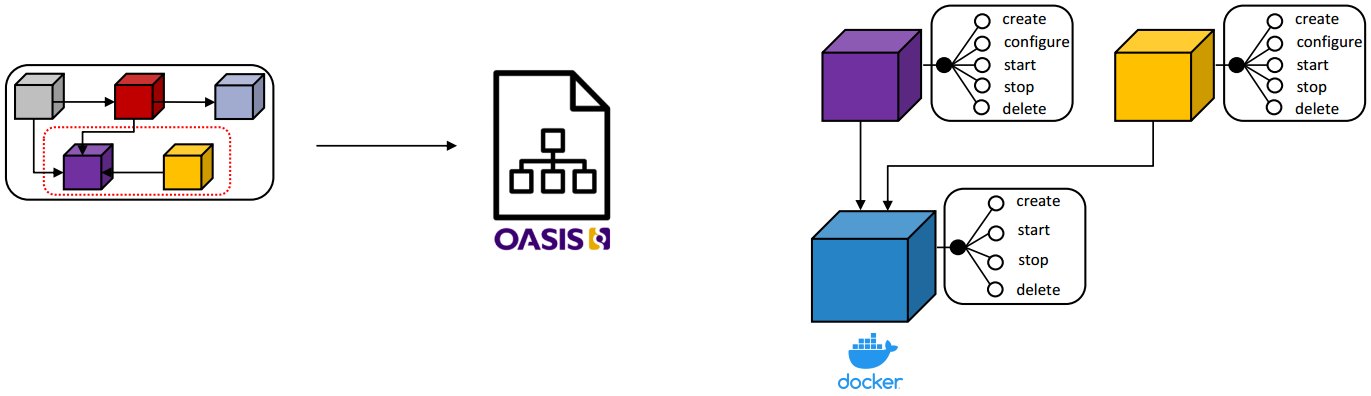 create
configure
start
stop
delete
create
configure
start
stop
delete
OASIS
create
start
stop
delete
docker